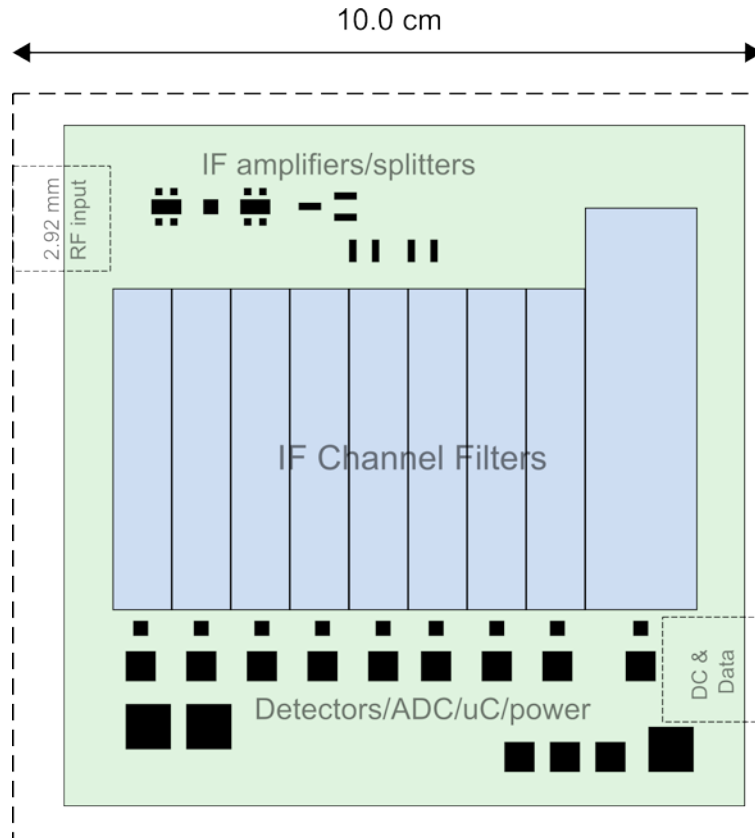 10.0 cm
IF amplifiers/splitters
2.92 mm
RF input
IF Channel Filters
DC &
Data
Detectors/ADC/uC/power